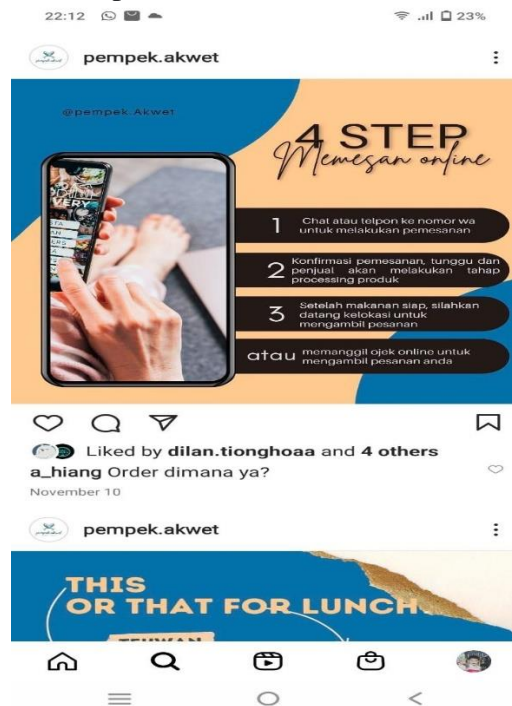 22:12 23%
pempek.akwet
@pempek.Akwet
4 STEP
Memesan online
1 Chat atau telpon ke nomor wa
untuk melakukan pemesanan
2 Konfirmasi pemesanan, tunggu dan
penjual akan melakukan tahap
processing produk
3 Setelah makanan siap, silahkan
datang kelokasi untuk
mengambil pesanan
atau memanggil ojek online untuk
mengambil pesanan anda
Liked by dilan.tionghoaa and 4 others
a_hiang Order dimana ya?
November 10
pempek.akwet
THIS
OR THAT FOR LUNCH
TEKWAN